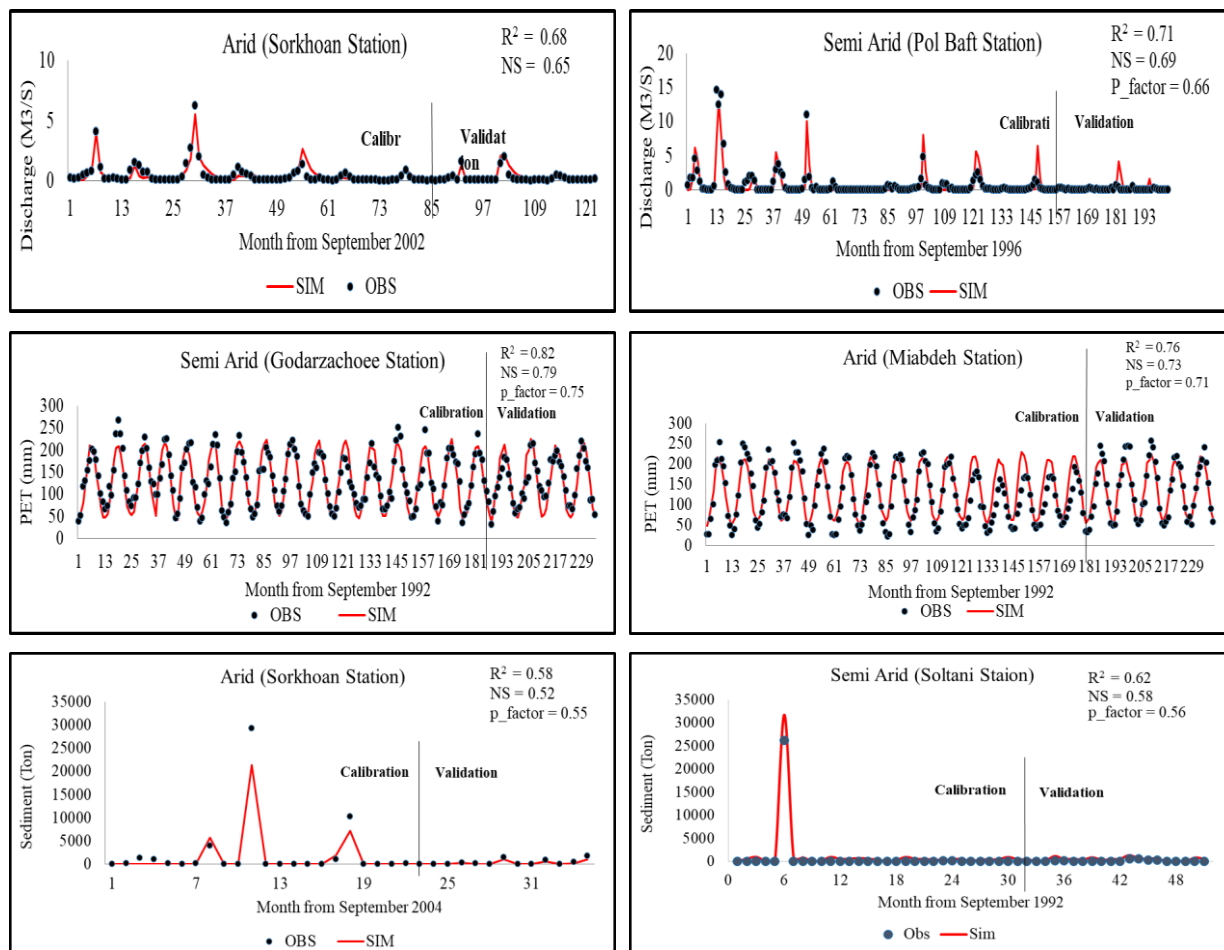 Arid (Sorkhoan Station)
R² = 0.68
NS = 0.65
Discharge (M3/S)
10
5
0
Calibr
Validat
ion
1 13 25 37 49 61 73 85 97 109 121
Month from September 2002
SIM OBS
Semi Arid (Pol Baft Station)
R² = 0.71
NS = 0.69
P_factor = 0.66
Discharge (M3/S)
20
15
10
5
0
Calibrati
Validation
1 13 25 37 49 61 73 85 97 109 121 133 145 157 169 181 193
Month from September 1996
OBS SIM
Semi Arid (Godarzachoee Station)
R² = 0.82
NS = 0.79
p_factor = 0.75
PET (mm)
300
250
200
150
100
50
0
Calibration
Validation
1 13 25 37 49 61 73 85 97 109 121 133 145 157 169 181 193 205 217 229
Month from September 1992
OBS SIM
Arid (Miabdeh Station)
R² = 0.76
NS = 0.73
p_factor = 0.71
PET (mm)
300
250
200
150
100
50
0
Calibration
Validation
1 13 25 37 49 61 73 85 97 109 121 133 145 157 169 181 193 205 217 229
Month from September 1992
OBS SIM
Arid (Sorkhoan Station)
R² = 0.58
NS = 0.52
p_factor = 0.55
Sediment (Ton)
35000
30000
25000
20000
15000
10000
5000
0
Calibration
Validation
1 7 13 19 25 31
Month from September 2004
OBS SIM
Semi Arid (Soltani Staion)
R² = 0.62
NS = 0.58
p_factor = 0.56
Sediment (Ton)
35000
30000
25000
20000
15000
10000
5000
0
Calibration
Validation
0 6 12 18 24 30 36 42 48
Month from September 1992
Obs Sim